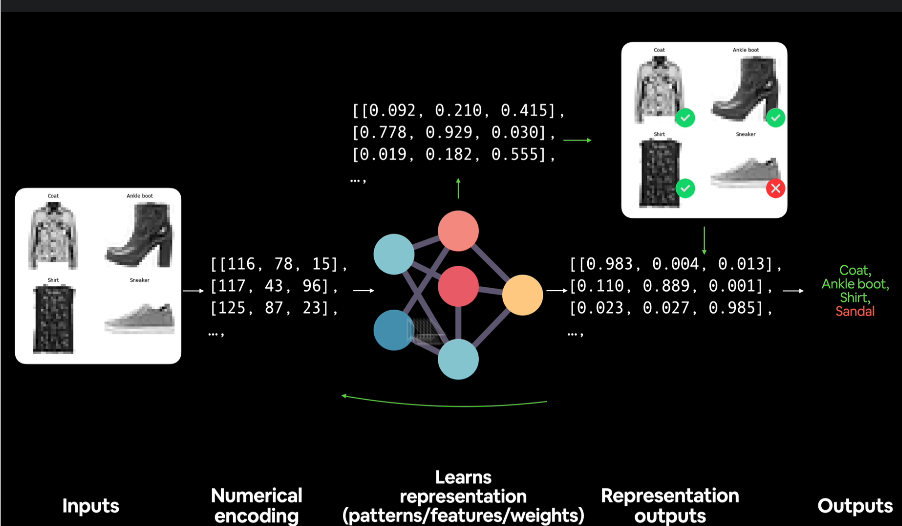 Coat
Ankle boot
Shirt
Sneaker
[[0.092, 0.210, 0.415],
[0.778, 0.929, 0.030],
[0.019, 0.182, 0.555],
…,
Coat
Ankle boot
Shirt
Sneaker
[[116, 78, 15],
[117, 43, 96],
[125, 87, 23],
…,
[[0.983, 0.004, 0.013],
[0.110, 0.889, 0.001],
[0.023, 0.027, 0.985],
…,
Coat,
Ankle boot,
Shirt,
Sandal
Inputs
Numerical
encoding
Learns
representation
(patterns/features/weights)
Representation
outputs
Outputs